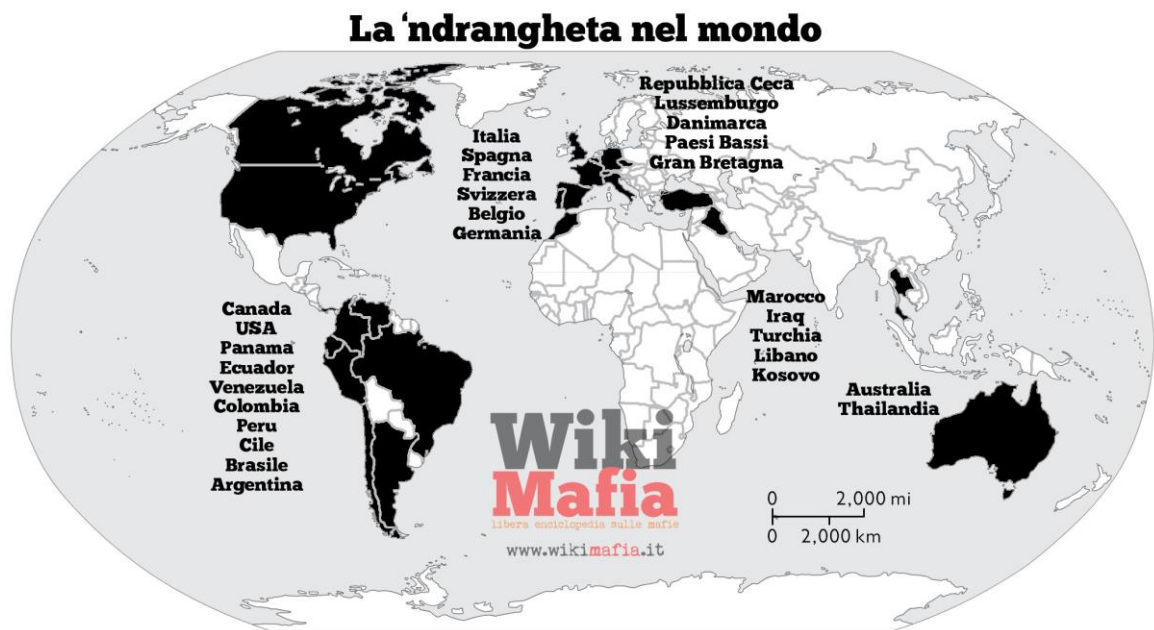 La 'ndrangheta nel mondo
Repubblica Ceca
Lussemburgo
Danimarca
Paesi Bassi
Gran Bretagna
Italia
Spagna
Francia
Svizzera
Belgio
Germania
Canada
USA
Panama
Ecuador
Venezuela
Colombia
Peru
Cile
Brasile
Argentina
Marocco
Iraq
Turchia
Libano
Kosovo
Australia
Thailandia
Wiki
Mafia
libera enciclopedia sulle mafie
www.wikimafia.it
0 2,000 mi
0 2,000 km